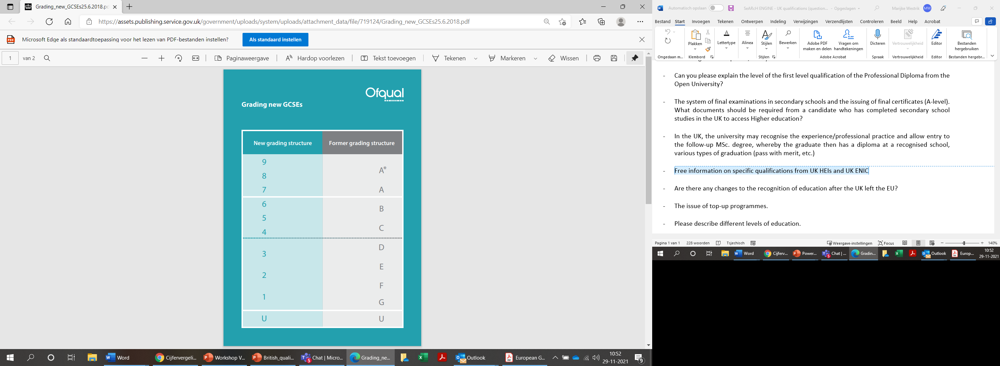 Grading_new_GCSEs25.6.2018.pd
https://assets.publishing.service.gov.uk/government/uploads/system/uploads/attachment_data/file/719124/Grading_new_GCSEs25.6.2018.pdf
Microsoft Edge als standaardtoepassing voor het lezen van PDF-bestanden instellen?
Als standaard instellen
1 van 2
Paginaweergave
Hardop voorlezen
Tekst toevoegen
Tekenen
Markeren
Wissen
Ofqual
Grading new GCSEs
New grading structure Former grading structure
9
A*
8
7 A
6
B
5
C
4
D
3
E
2
F
1
G
U U
Word
Cijfervergeli...
Workshop V...
British_quali...
Chat | Micro...
Grading_ne...
Outlook
European G...
10:52
29-11-2021
9
Automatisch opslaan
SeARcH ENGINE - UK qualifications (question... - Opgeslagen
Marijke Westrik MW
Bestand Start Invoegen Tekenen Ontwerpen Indeling Verwijzingen Verzendlijsten Controleren Beeld Help Acrobat
Plakken
Lettertype
Alinea
Stijlen
Bewerken
Adobe PDF
maken en delen
Vragen om
handtekeningen
Dicteren
Vertrouwelijkheid
Editor
Bestanden
hergebruiken
Ongedaan m... Klembord Stijlen Adobe Acrobat Spraak Vertrouwelijkheid Editor Bestanden hergebr...
- Can you please explain the level of the first level qualification of the Professional Diploma from the
Open University?
- The system of final examinations in secondary schools and the issuing of final certificates (A-level).
What documents should be required from a candidate who has completed secondary school
studies in the UK to access Higher education?
- In the UK, the university may recognise the experience/professional practice and allow entry to
the follow-up MSc. degree, whereby the graduate then has a diploma at a recognised school,
various types of graduation (pass with merit, etc.)
- Free information on specific qualifications from UK HEIs and UK ENIC
- Are there any changes to the recognition of education after the UK left the EU?
- The issue of top-up programmes.
- Please describe different levels of education.
Pagina 1 van 1 228 woorden Tsjechisch Weergave-instellingen Focus 140%
Word
Cijferv...
Power...
Chat | ...
Gradin...
Outlook
Europ...
10:52
29-11-2021